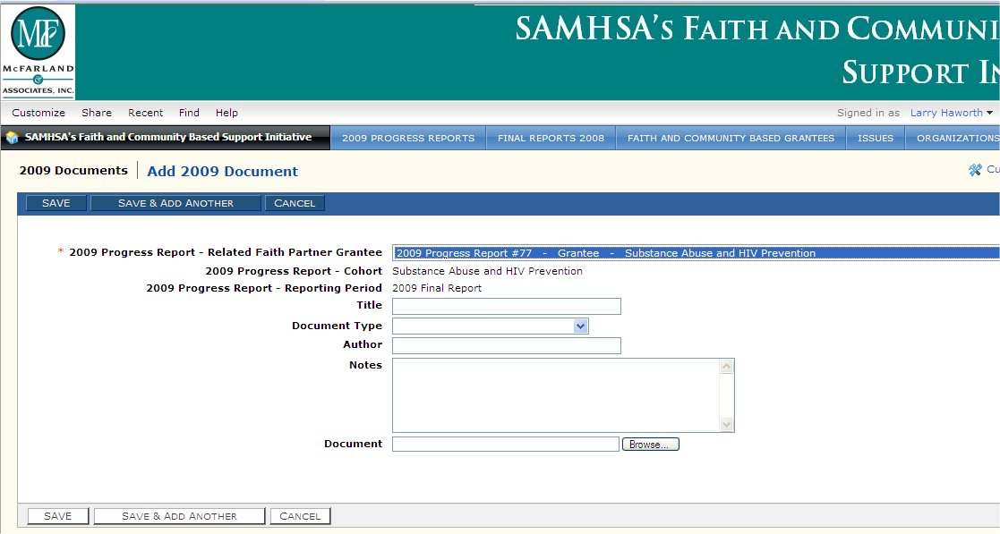 MF
McFARLAND
&
ASSOCIATES, INC.
SAMHSA's FAITH AND COMMUNI
SUPPORT IN
Customize Share Recent Find Help
Signed in as Larry Haworth
SAMHSA's Faith and Community Based Support Initiative 2009 PROGRESS REPORTS FINAL REPORTS 2008 FAITH AND COMMUNITY BASED GRANTEES ISSUES ORGANIZATIONS
2009 Documents Add 2009 Document
Cu
SAVE SAVE & ADD ANOTHER CANCEL
* 2009 Progress Report - Related Faith Partner Grantee 2009 Progress Report #77 - Grantee - Substance Abuse and HIV Prevention
2009 Progress Report - Cohort Substance Abuse and HIV Prevention
2009 Progress Report - Reporting Period 2009 Final Report
Title
Document Type
Author
Notes
Document Browse...
SAVE SAVE & ADD ANOTHER CANCEL